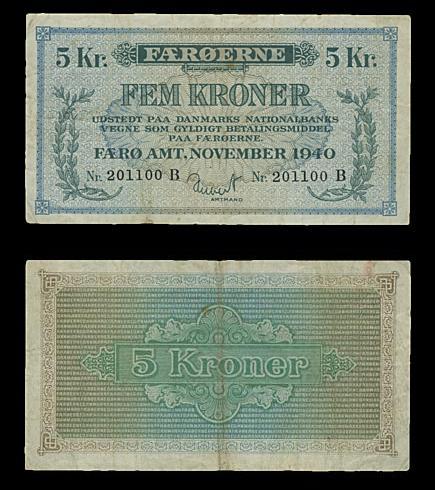 5 Kr. FÆRØERNE 5 Kr.
FEM KRONER
UDSTEDT PAA DANMARKS NATIONALBANKS
VEGNE SOM GYLDIGT BETALINGSMIDDEL
PAA FÆRØERNE.
FÆRØ AMT, NOVEMBER 1940
Nr. 201100 B Nr. 201100 B
AMTMAND
5 Kroner